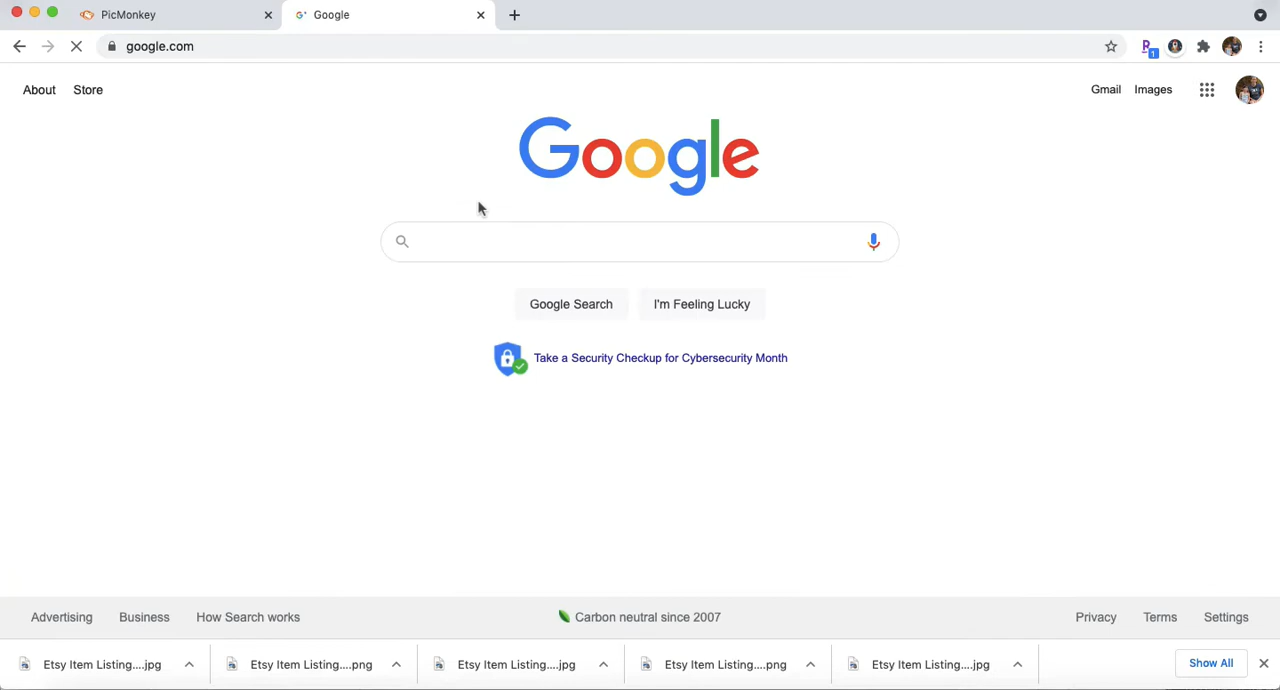 PicMonkey
Google
google.com
1
About
Store
Gmail
Images
Google
Google Search
I'm Feeling Lucky
Take a Security Checkup for Cybersecurity Month
Advertising
Business
How Search works
Carbon neutral since 2007
Privacy
Terms
Settings
Etsy Item Listing....jpg
Etsy Item Listing....png
Etsy Item Listing....jpg
Etsy Item Listing....png
Etsy Item Listing....jpg
Show All